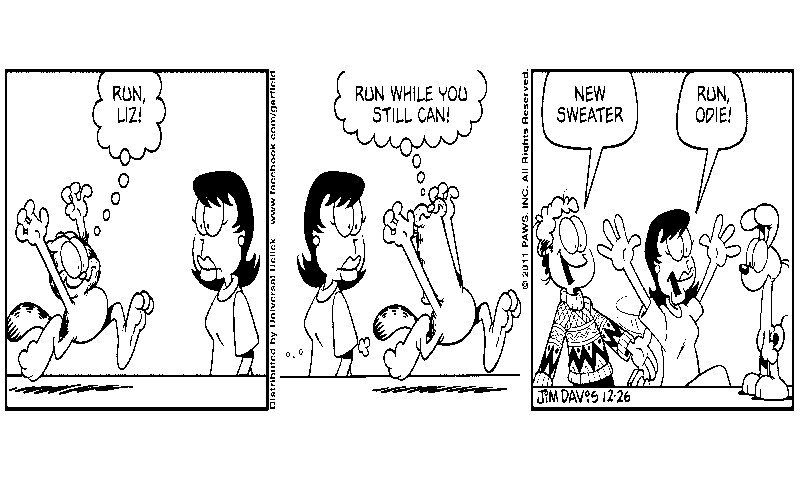 RUN,
LIZ!
Distributed by Universal Uclick www.facebook.com/garfield
RUN WHILE YOU
STILL CAN!
© 2011 PAWS, INC. All Rights Reserved.
NEW
SWEATER
RUN,
ODIE!
JIM DAVIS 12-26